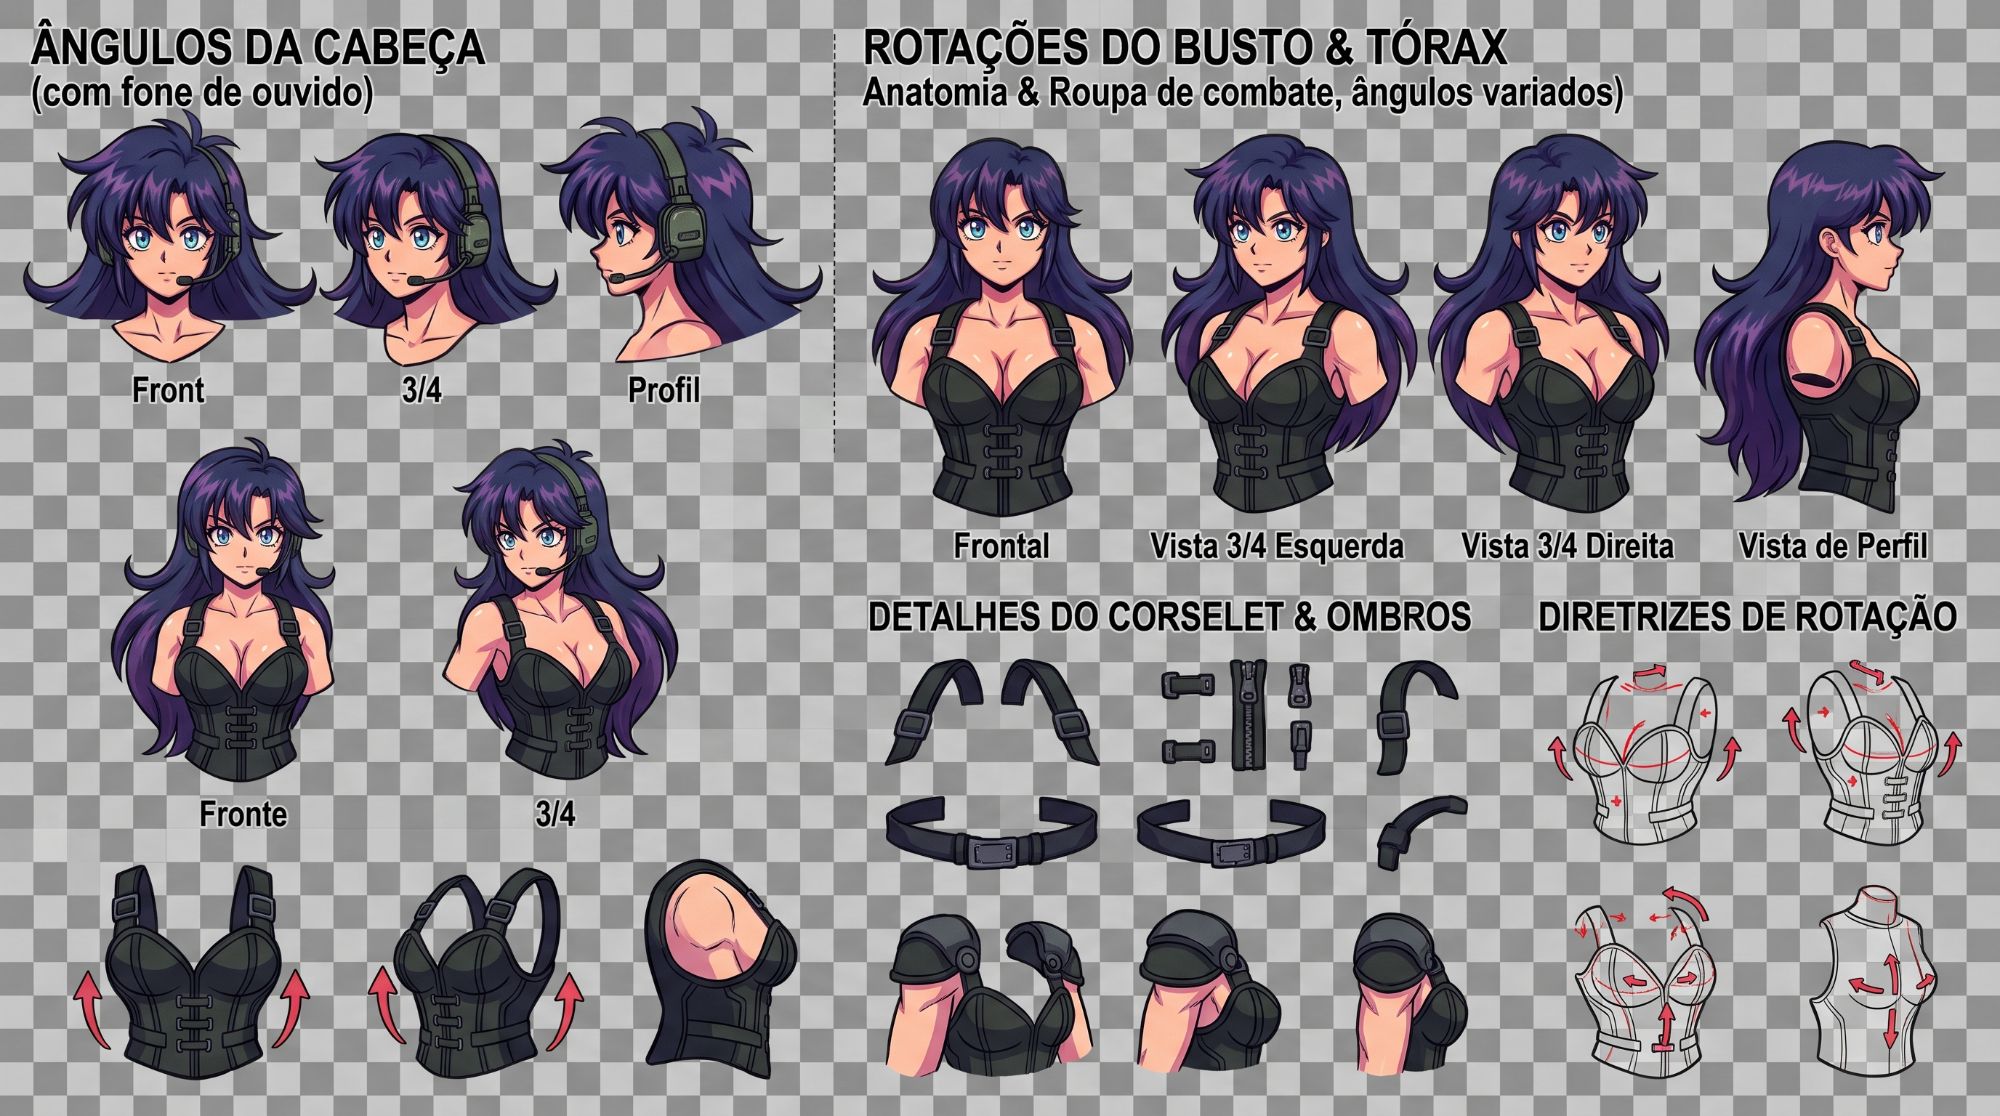 ÂNGULOS DA CABEÇA
(com fone de ouvido)
Front
3/4
Profil
Fronte
3/4
ROTAÇÕES DO BUSTO & TÓRAX
Anatomia & Roupa de combate, ângulos variados)
Frontal
Vista 3/4 Esquerda
Vista 3/4 Direita
Vista de Perfil
DETALHES DO CORSELET & OMBROS
DIRETRIZES DE ROTAÇÃO